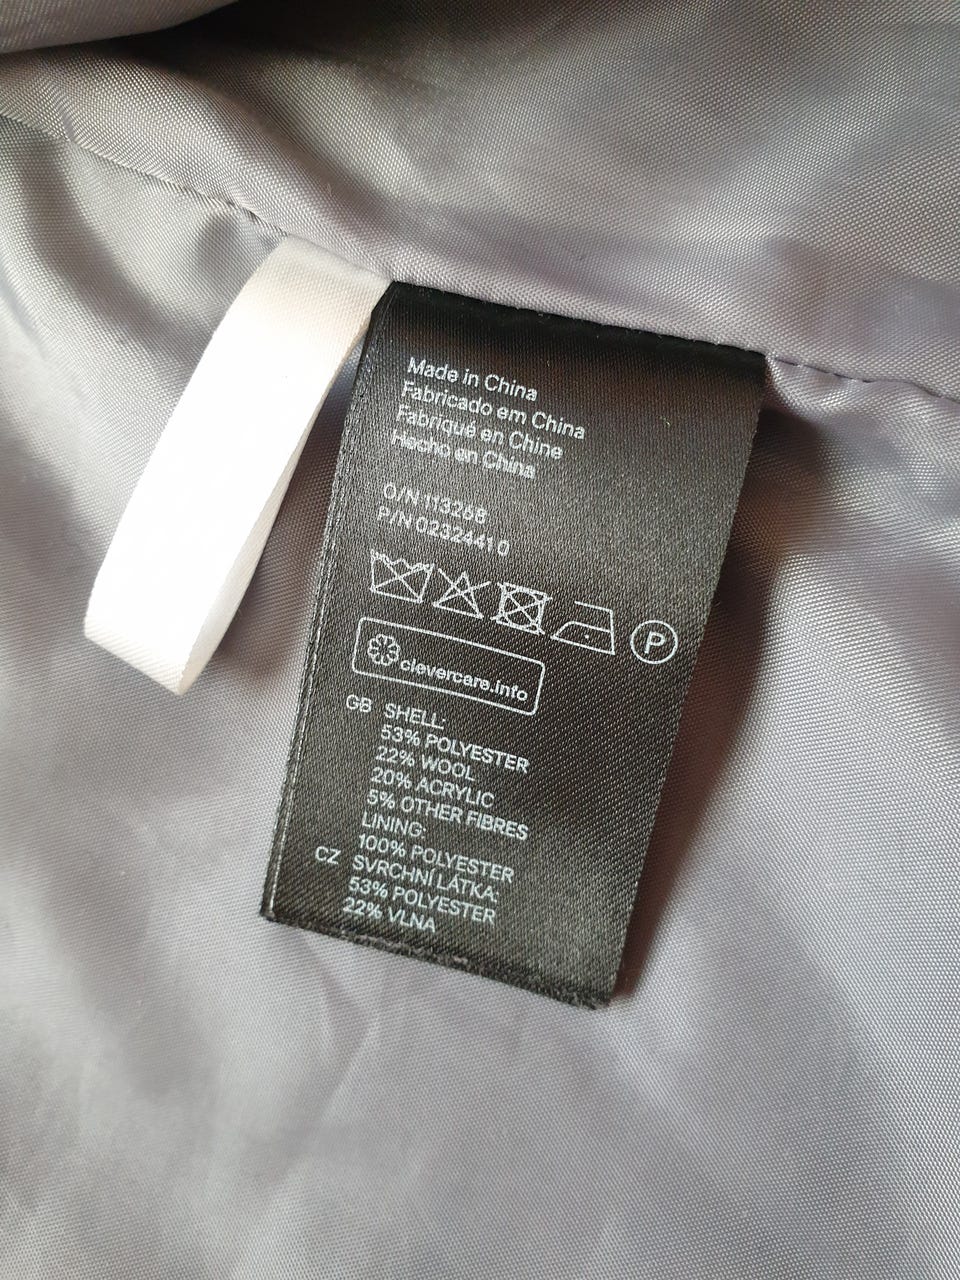 Made in China
Fabricado em China
Fabriqué en Chine
Hecho en China
O/N 113268
P/N 02324410
P
clevercare.info
GB SHELL:
53% POLYESTER
22% WOOL
20% ACRYLIC
5% OTHER FIBRES
LINING:
100% POLYESTER
CZ SVRCHNÍ LÁTKA:
53% POLYESTER
22% VLNA